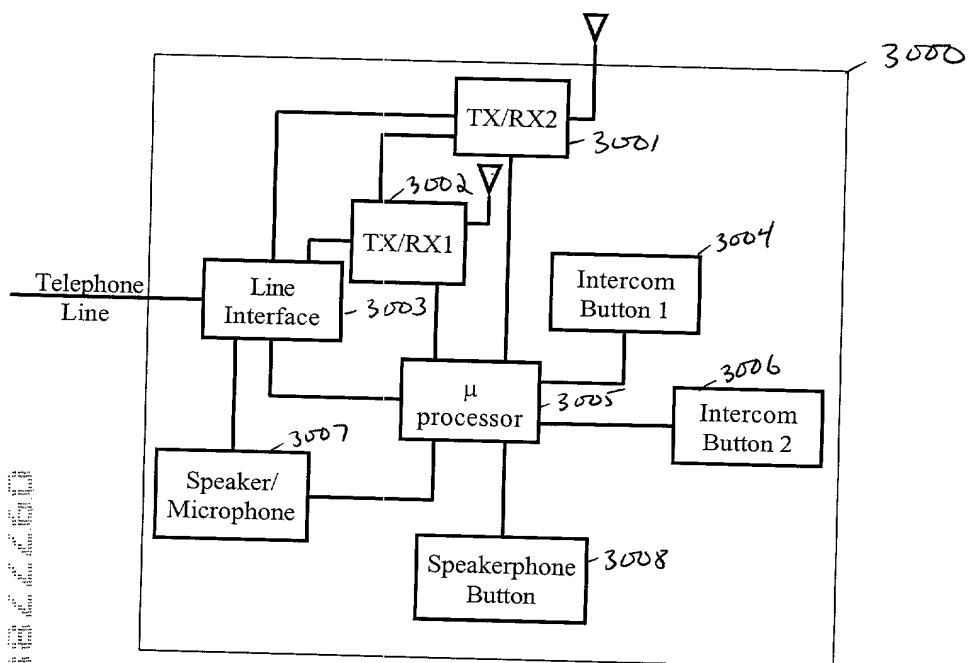 3000
TX/RX2
3001
3002
TX/RX1
3004
Intercom
Button 1
Telephone
Line
Line
Interface
3003
3006
Intercom
Button 2
μ
processor
3005
3007
Speaker/
Microphone
3008
Speakerphone
Button